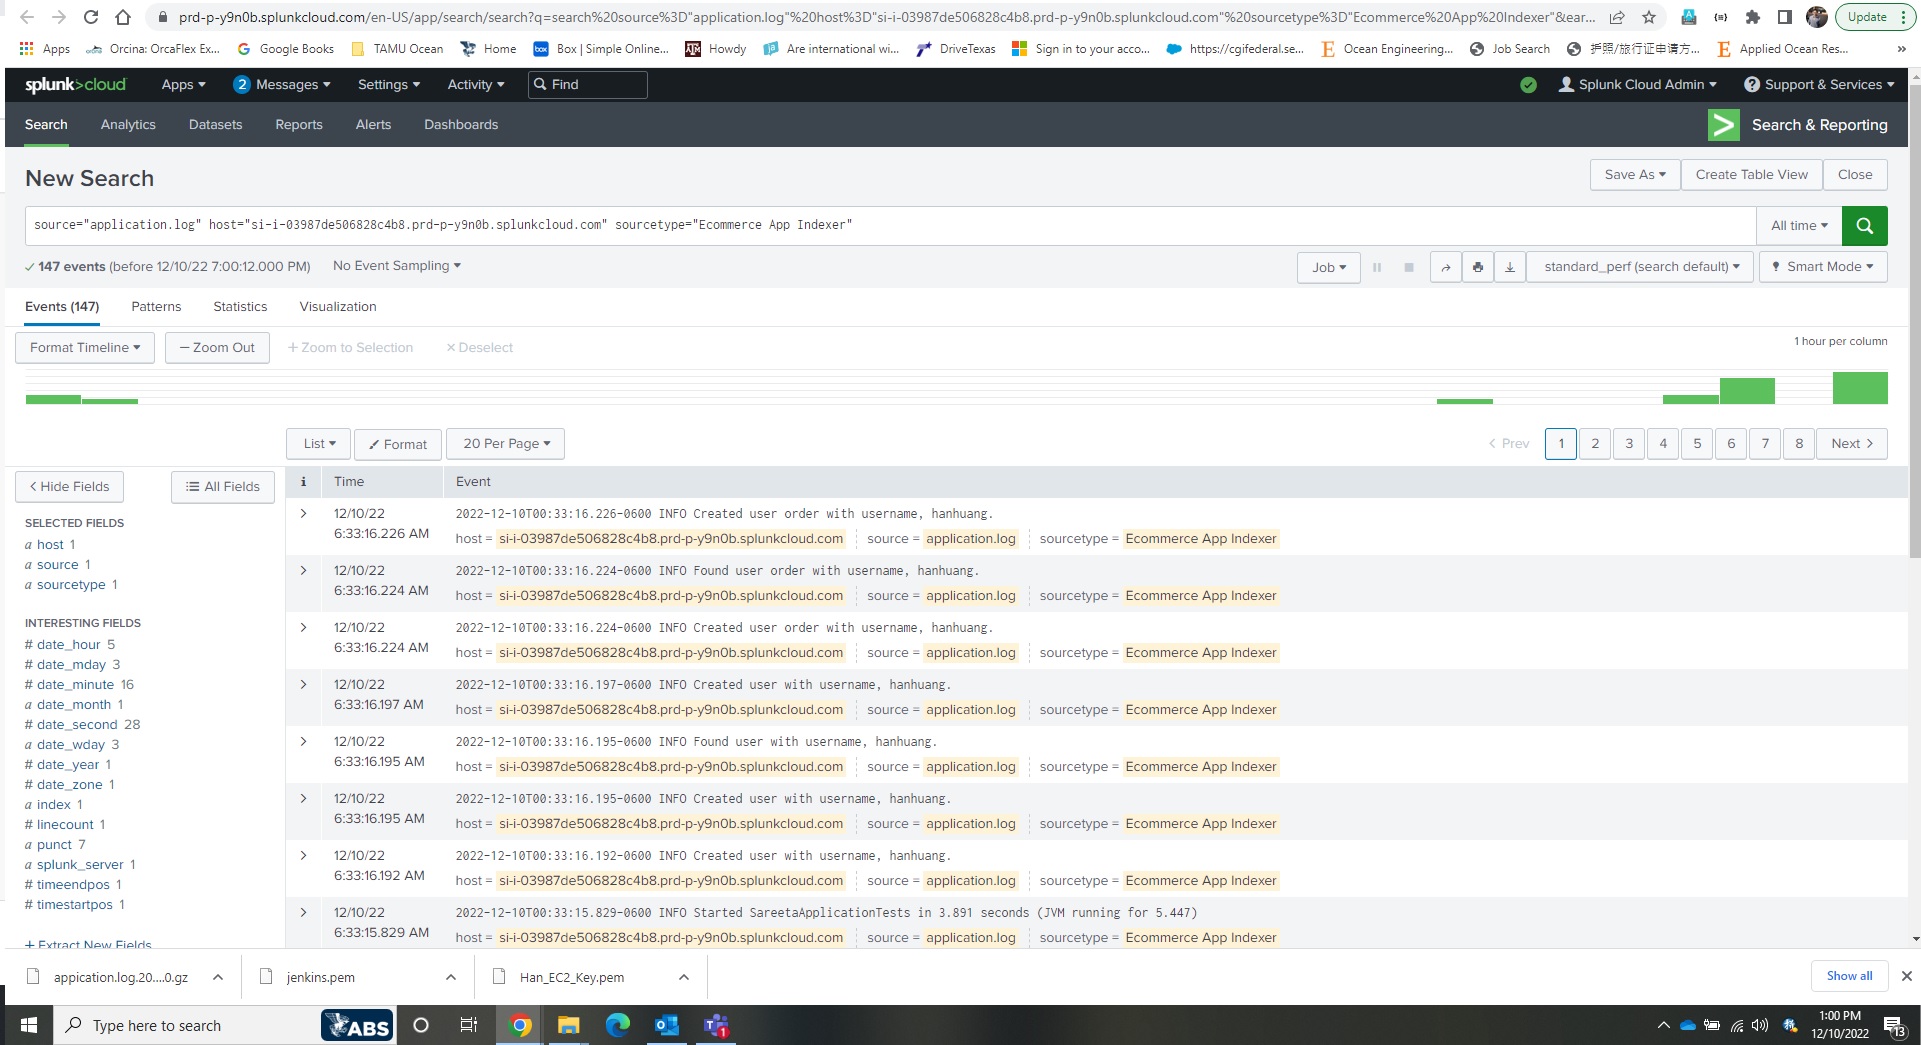 prd-p-y9n0b.splunkcloud.com/en-US/app/search/search?q=search%20source%3D"application.log"%20host%3D"si-i-03987de506828c4b8.prd-p-y9n0b.splunkcloud.com"%20sourcetype%3D"Ecommerce%20App%20Indexer"&ear... Update
Apps Orcina: OrcaFlex Ex... Google Books TAMU Ocean Home box Box | Simple Online... Howdy Are international wi... DriveTexas Sign in to your acco... https://cgifederal.se... Ocean Engineering... Job Search 护照/旅行证申请方... Applied Ocean Res... »
splunk>cloud Apps 2 Messages Settings Activity Find Splunk Cloud Admin Support & Services
Search Analytics Datasets Reports Alerts Dashboards Search & Reporting
New Search Save As Create Table View Close
source="application.log" host="si-i-03987de506828c4b8.prd-p-y9n0b.splunkcloud.com" sourcetype="Ecommerce App Indexer" All time
147 events (before 12/10/22 7:00:12.000 PM) No Event Sampling Job standard_perf (search default) Smart Mode
Events (147) Patterns Statistics Visualization
Format Timeline — Zoom Out + Zoom to Selection × Deselect 1 hour per column
List Format 20 Per Page < Prev 1 2 3 4 5 6 7 8 Next >
< Hide Fields All Fields
SELECTED FIELDS
a host 1
a source 1
a sourcetype 1
INTERESTING FIELDS
# date_hour 5
# date_mday 3
# date_minute 16
a date_month 1
# date_second 28
a date_wday 3
# date_year 1
# date_zone 1
a index 1
# linecount 1
a punct 7
a splunk_server 1
# timeendpos 1
# timestartpos 1
+ Extract New Fields
i Time Event
12/10/22 2022-12-10T00:33:16.226-0600 INFO Created user order with username, hanhuang.
6:33:16.226 AM host = si-i-03987de506828c4b8.prd-p-y9n0b.splunkcloud.com source = application.log sourcetype = Ecommerce App Indexer
12/10/22 2022-12-10T00:33:16.224-0600 INFO Found user order with username, hanhuang.
6:33:16.224 AM host = si-i-03987de506828c4b8.prd-p-y9n0b.splunkcloud.com source = application.log sourcetype = Ecommerce App Indexer
12/10/22 2022-12-10T00:33:16.224-0600 INFO Created user order with username, hanhuang.
6:33:16.224 AM host = si-i-03987de506828c4b8.prd-p-y9n0b.splunkcloud.com source = application.log sourcetype = Ecommerce App Indexer
12/10/22 2022-12-10T00:33:16.197-0600 INFO Created user with username, hanhuang.
6:33:16.197 AM host = si-i-03987de506828c4b8.prd-p-y9n0b.splunkcloud.com source = application.log sourcetype = Ecommerce App Indexer
12/10/22 2022-12-10T00:33:16.195-0600 INFO Found user with username, hanhuang.
6:33:16.195 AM host = si-i-03987de506828c4b8.prd-p-y9n0b.splunkcloud.com source = application.log sourcetype = Ecommerce App Indexer
12/10/22 2022-12-10T00:33:16.195-0600 INFO Created user with username, hanhuang.
6:33:16.195 AM host = si-i-03987de506828c4b8.prd-p-y9n0b.splunkcloud.com source = application.log sourcetype = Ecommerce App Indexer
12/10/22 2022-12-10T00:33:16.192-0600 INFO Created user with username, hanhuang.
6:33:16.192 AM host = si-i-03987de506828c4b8.prd-p-y9n0b.splunkcloud.com source = application.log sourcetype = Ecommerce App Indexer
12/10/22 2022-12-10T00:33:15.829-0600 INFO Started SareetaApplicationTests in 3.891 seconds (JVM running for 5.447)
6:33:15.829 AM host = si-i-03987de506828c4b8.prd-p-y9n0b.splunkcloud.com source = application.log sourcetype = Ecommerce App Indexer
appication.log.20....0.gz jenkins.pem Han_EC2_Key.pem Show all
Type here to search ABS 1 1:00 PM
12/10/2022 13